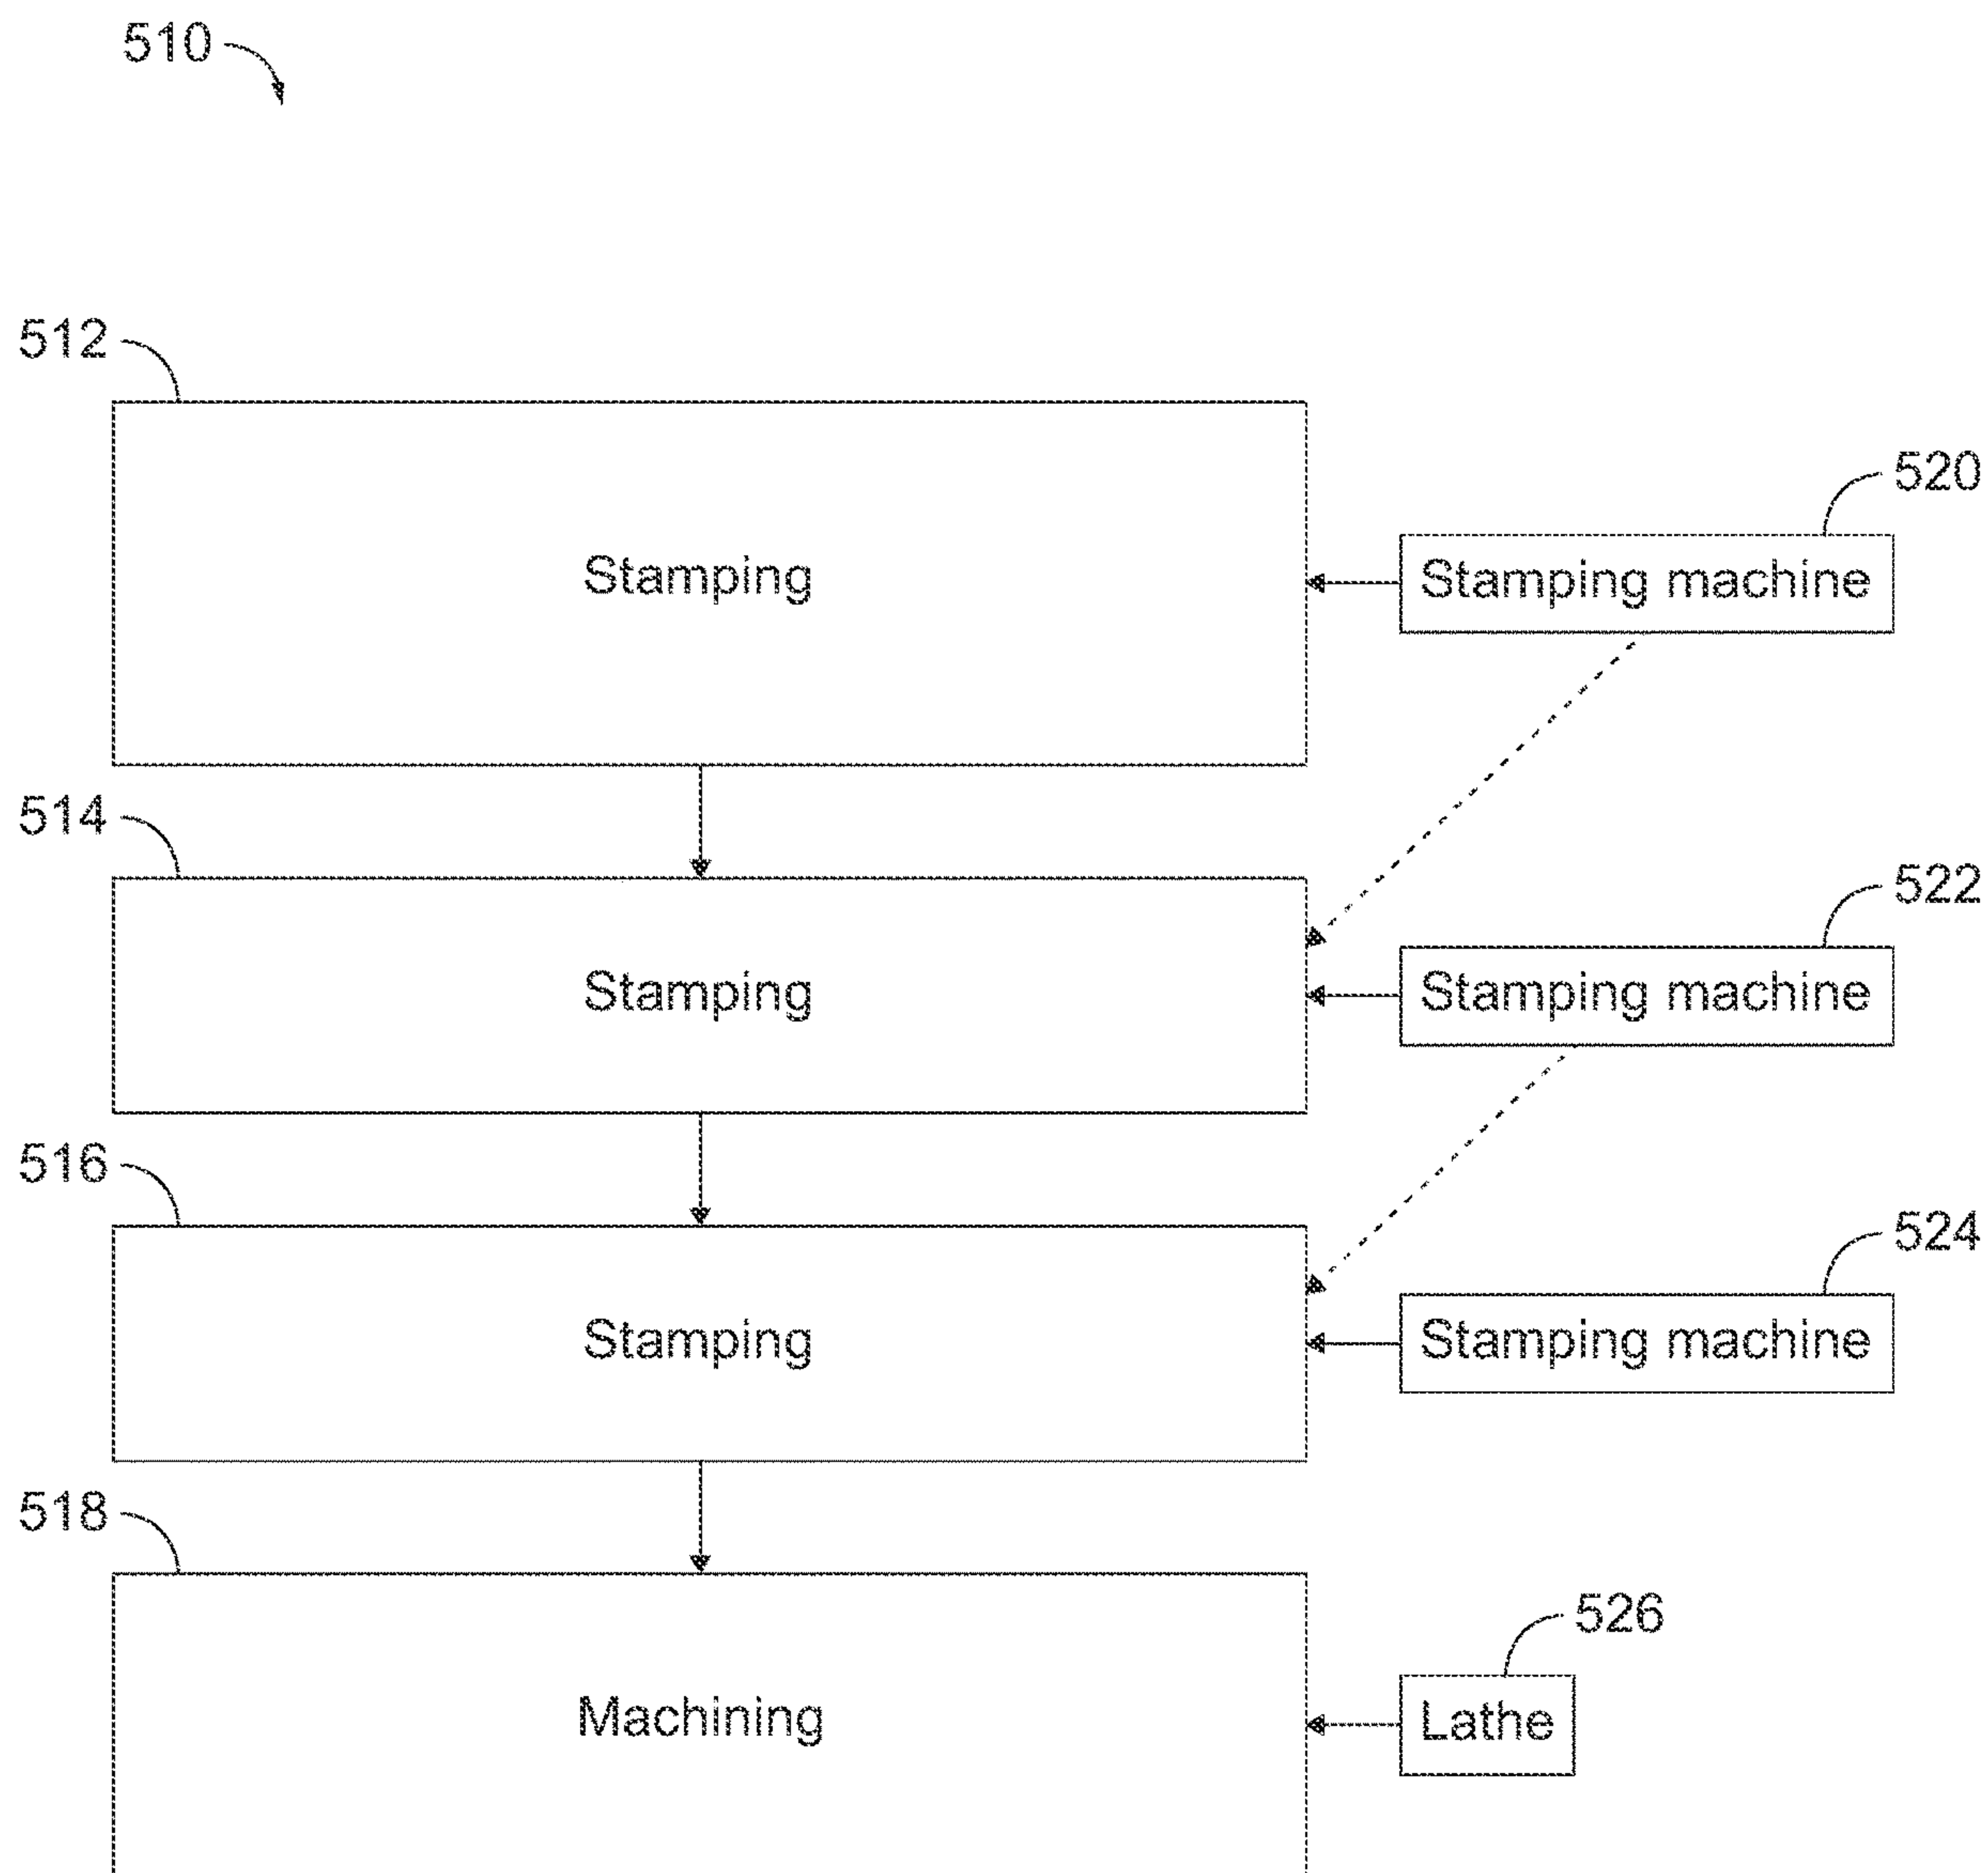 510
512
520
Stamping
Stamping machine
514
522
Stamping
Stamping machine
516
524
Stamping
Stamping machine
518
526
Machining
Lathe